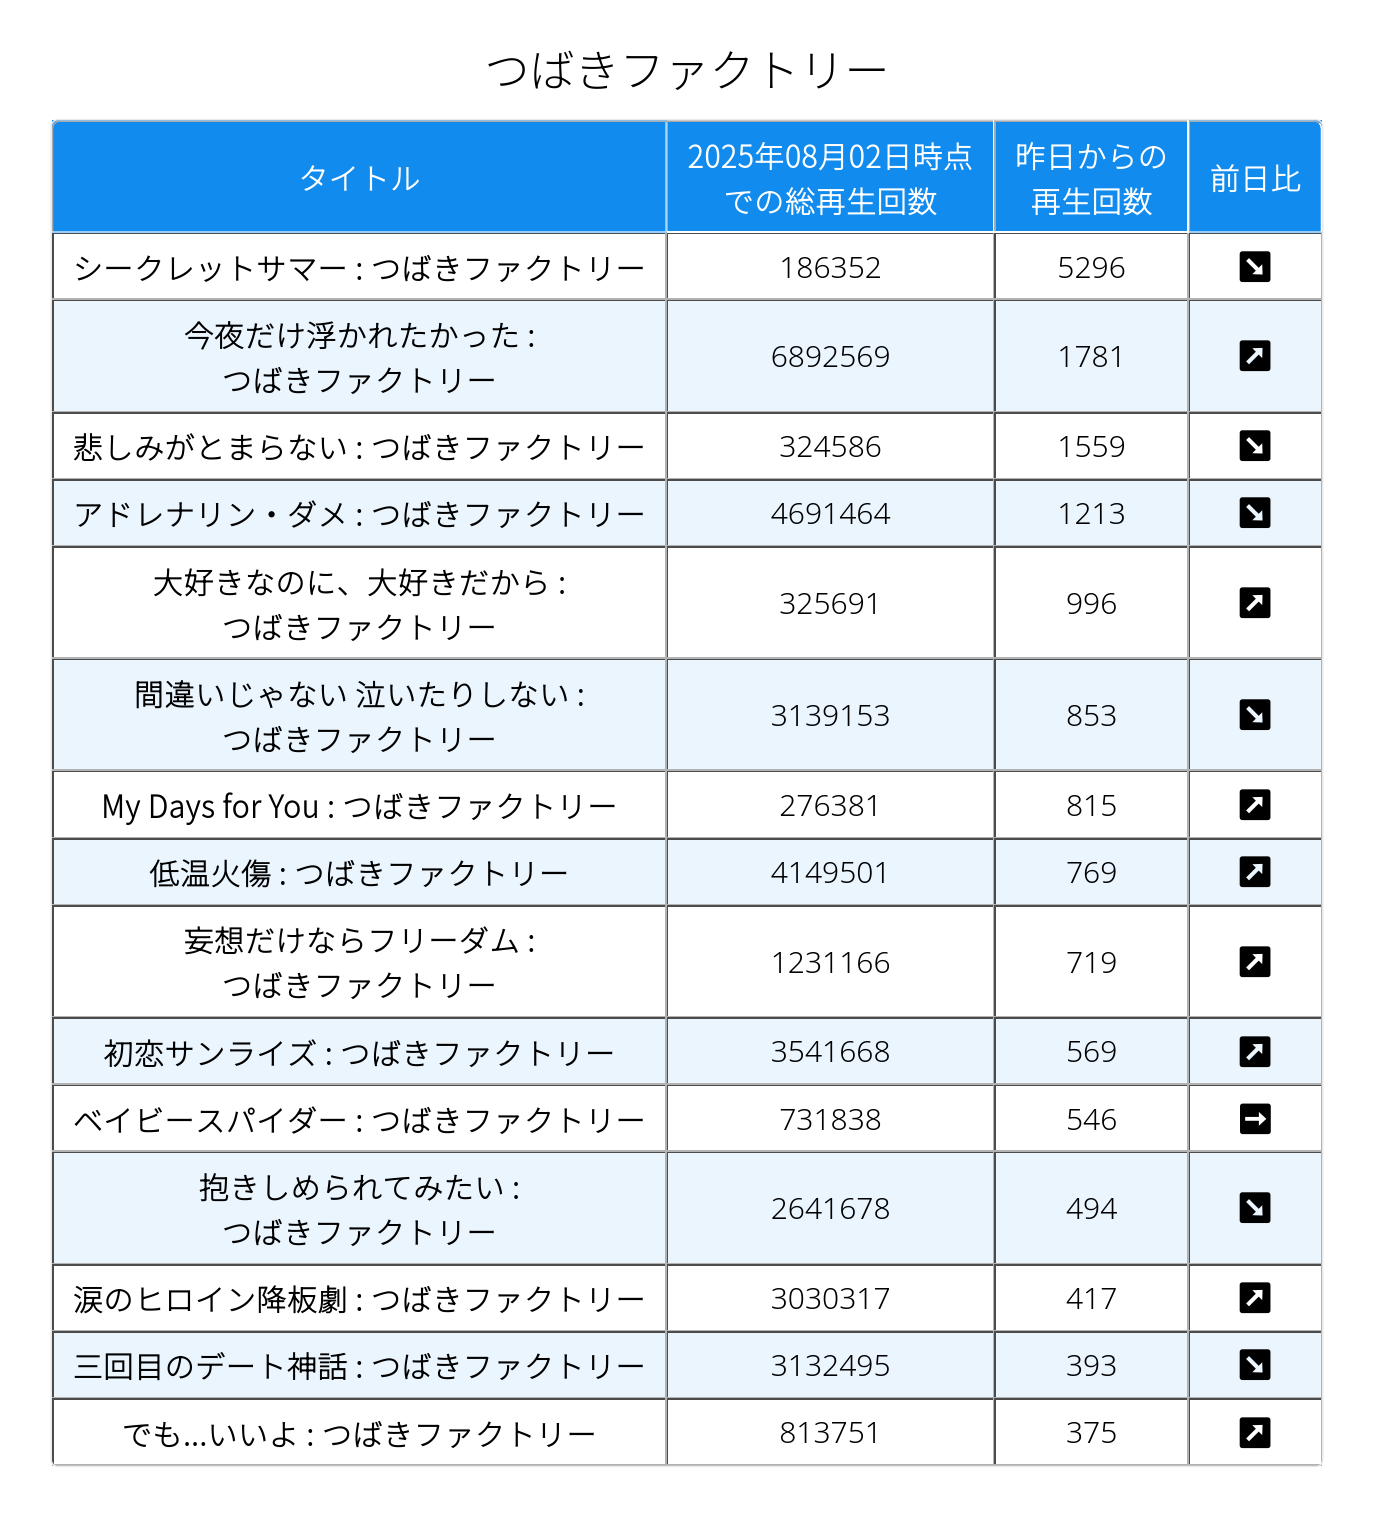 つばきファクトリー
タイトル
2025年08月02日時点
での総再生回数
昨日からの
再生回数
前日比
シークレットサマー : つばきファクトリー
186352
5296
↘
今夜だけ浮かれたかった :
つばきファクトリー
6892569
1781
↗
悲しみがとまらない : つばきファクトリー
324586
1559
↘
アドレナリン・ダメ : つばきファクトリー
4691464
1213
↘
大好きなのに、大好きだから :
つばきファクトリー
325691
996
↗
間違いじゃない 泣いたりしない :
つばきファクトリー
3139153
853
↘
My Days for You : つばきファクトリー
276381
815
↗
低温火傷 : つばきファクトリー
4149501
769
↗
妄想だけならフリーダム :
つばきファクトリー
1231166
719
↗
初恋サンライズ : つばきファクトリー
3541668
569
↗
ベイビースパイダー : つばきファクトリー
731838
546
→
抱きしめられてみたい :
つばきファクトリー
2641678
494
↘
涙のヒロイン降板劇 : つばきファクトリー
3030317
417
↗
三回目のデート神話 : つばきファクトリー
3132495
393
↘
でも...いいよ : つばきファクトリー
813751
375
↗